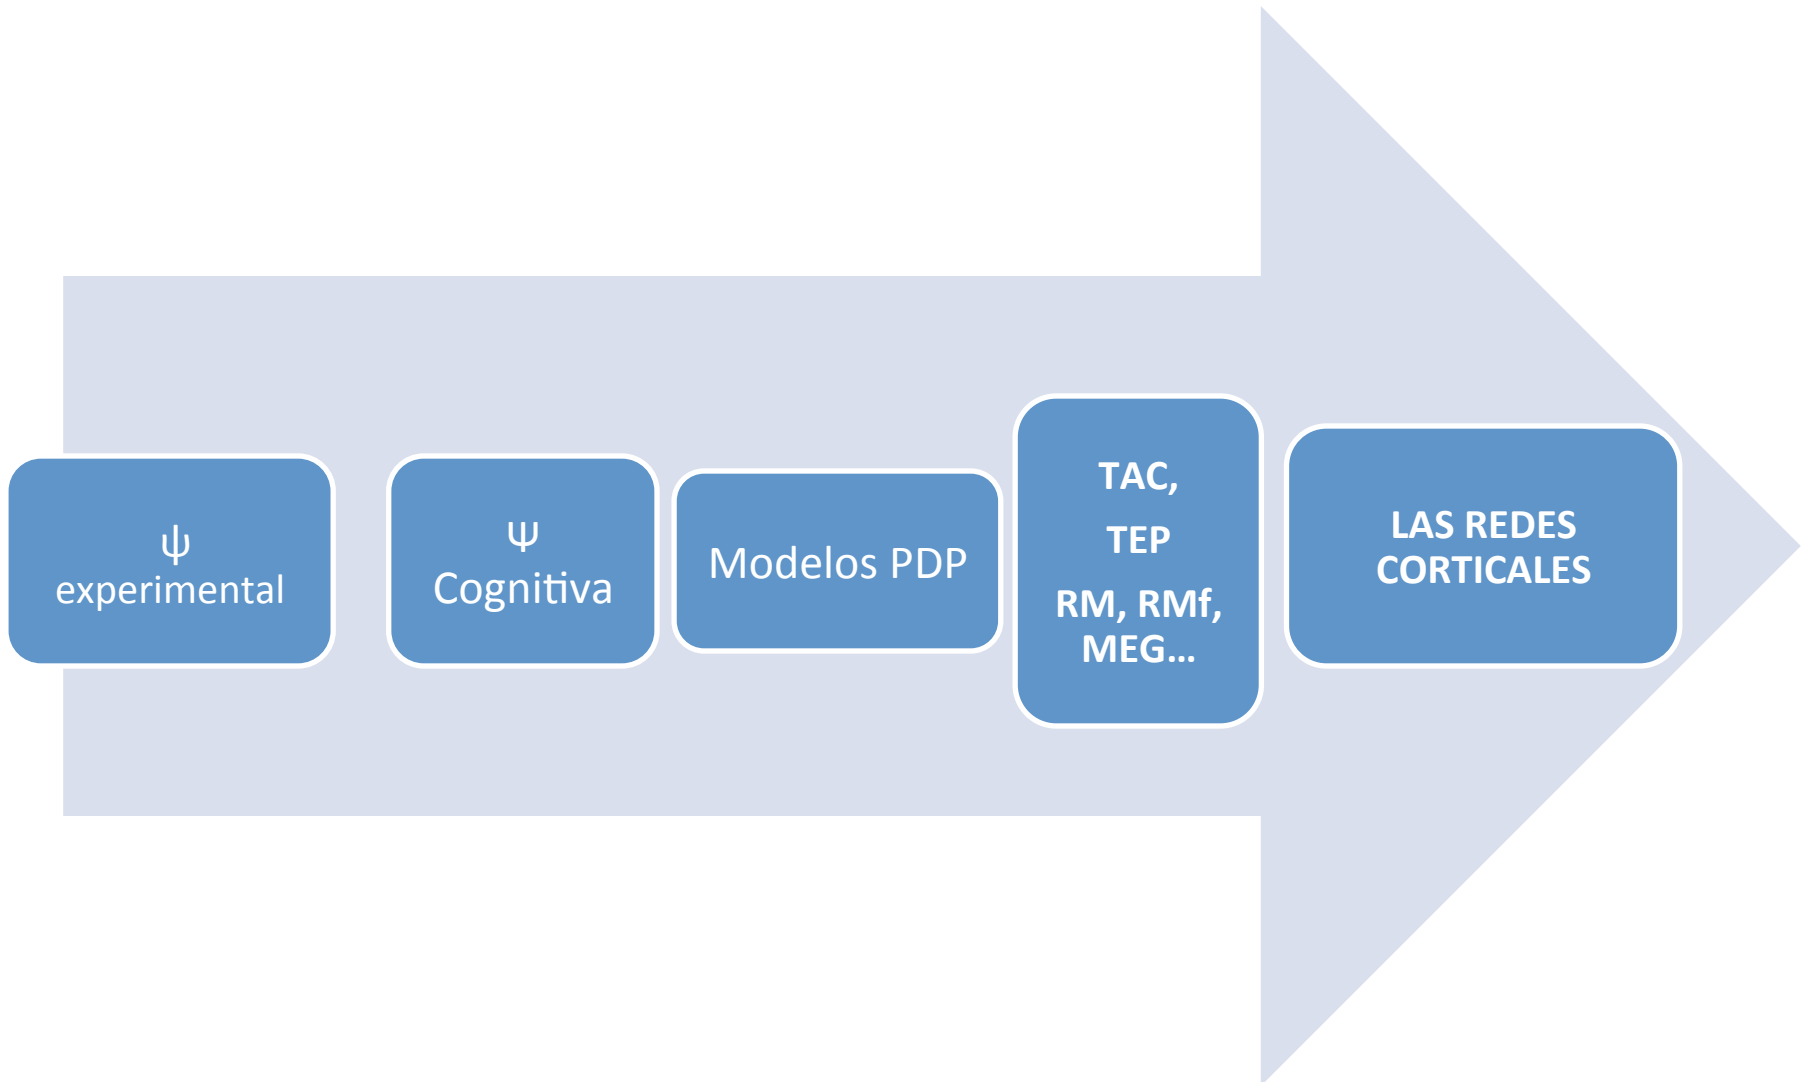 ψ
experimental
Ψ
Cognitiva
Modelos PDP
TAC,
TEP
RM, RMf,
MEG...
LAS REDES
CORTICALES